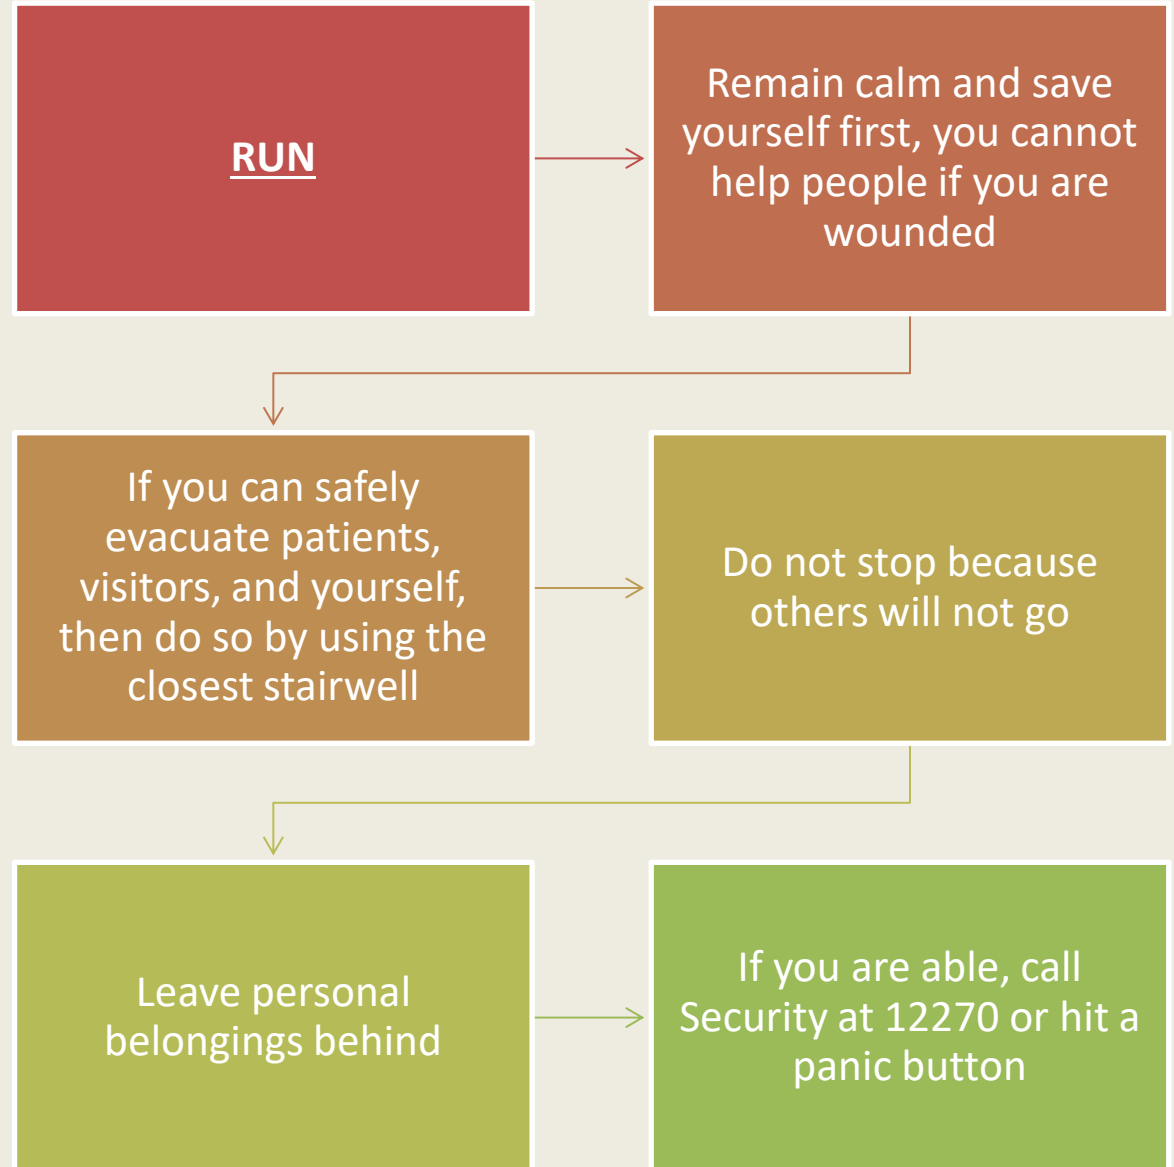 RUN
Remain calm and save
yourself first, you cannot
help people if you are
wounded
If you can safely
evacuate patients,
visitors, and yourself,
then do so by using the
closest stairwell
Do not stop because
others will not go
Leave personal
belongings behind
If you are able, call
Security at 12270 or hit a
panic button